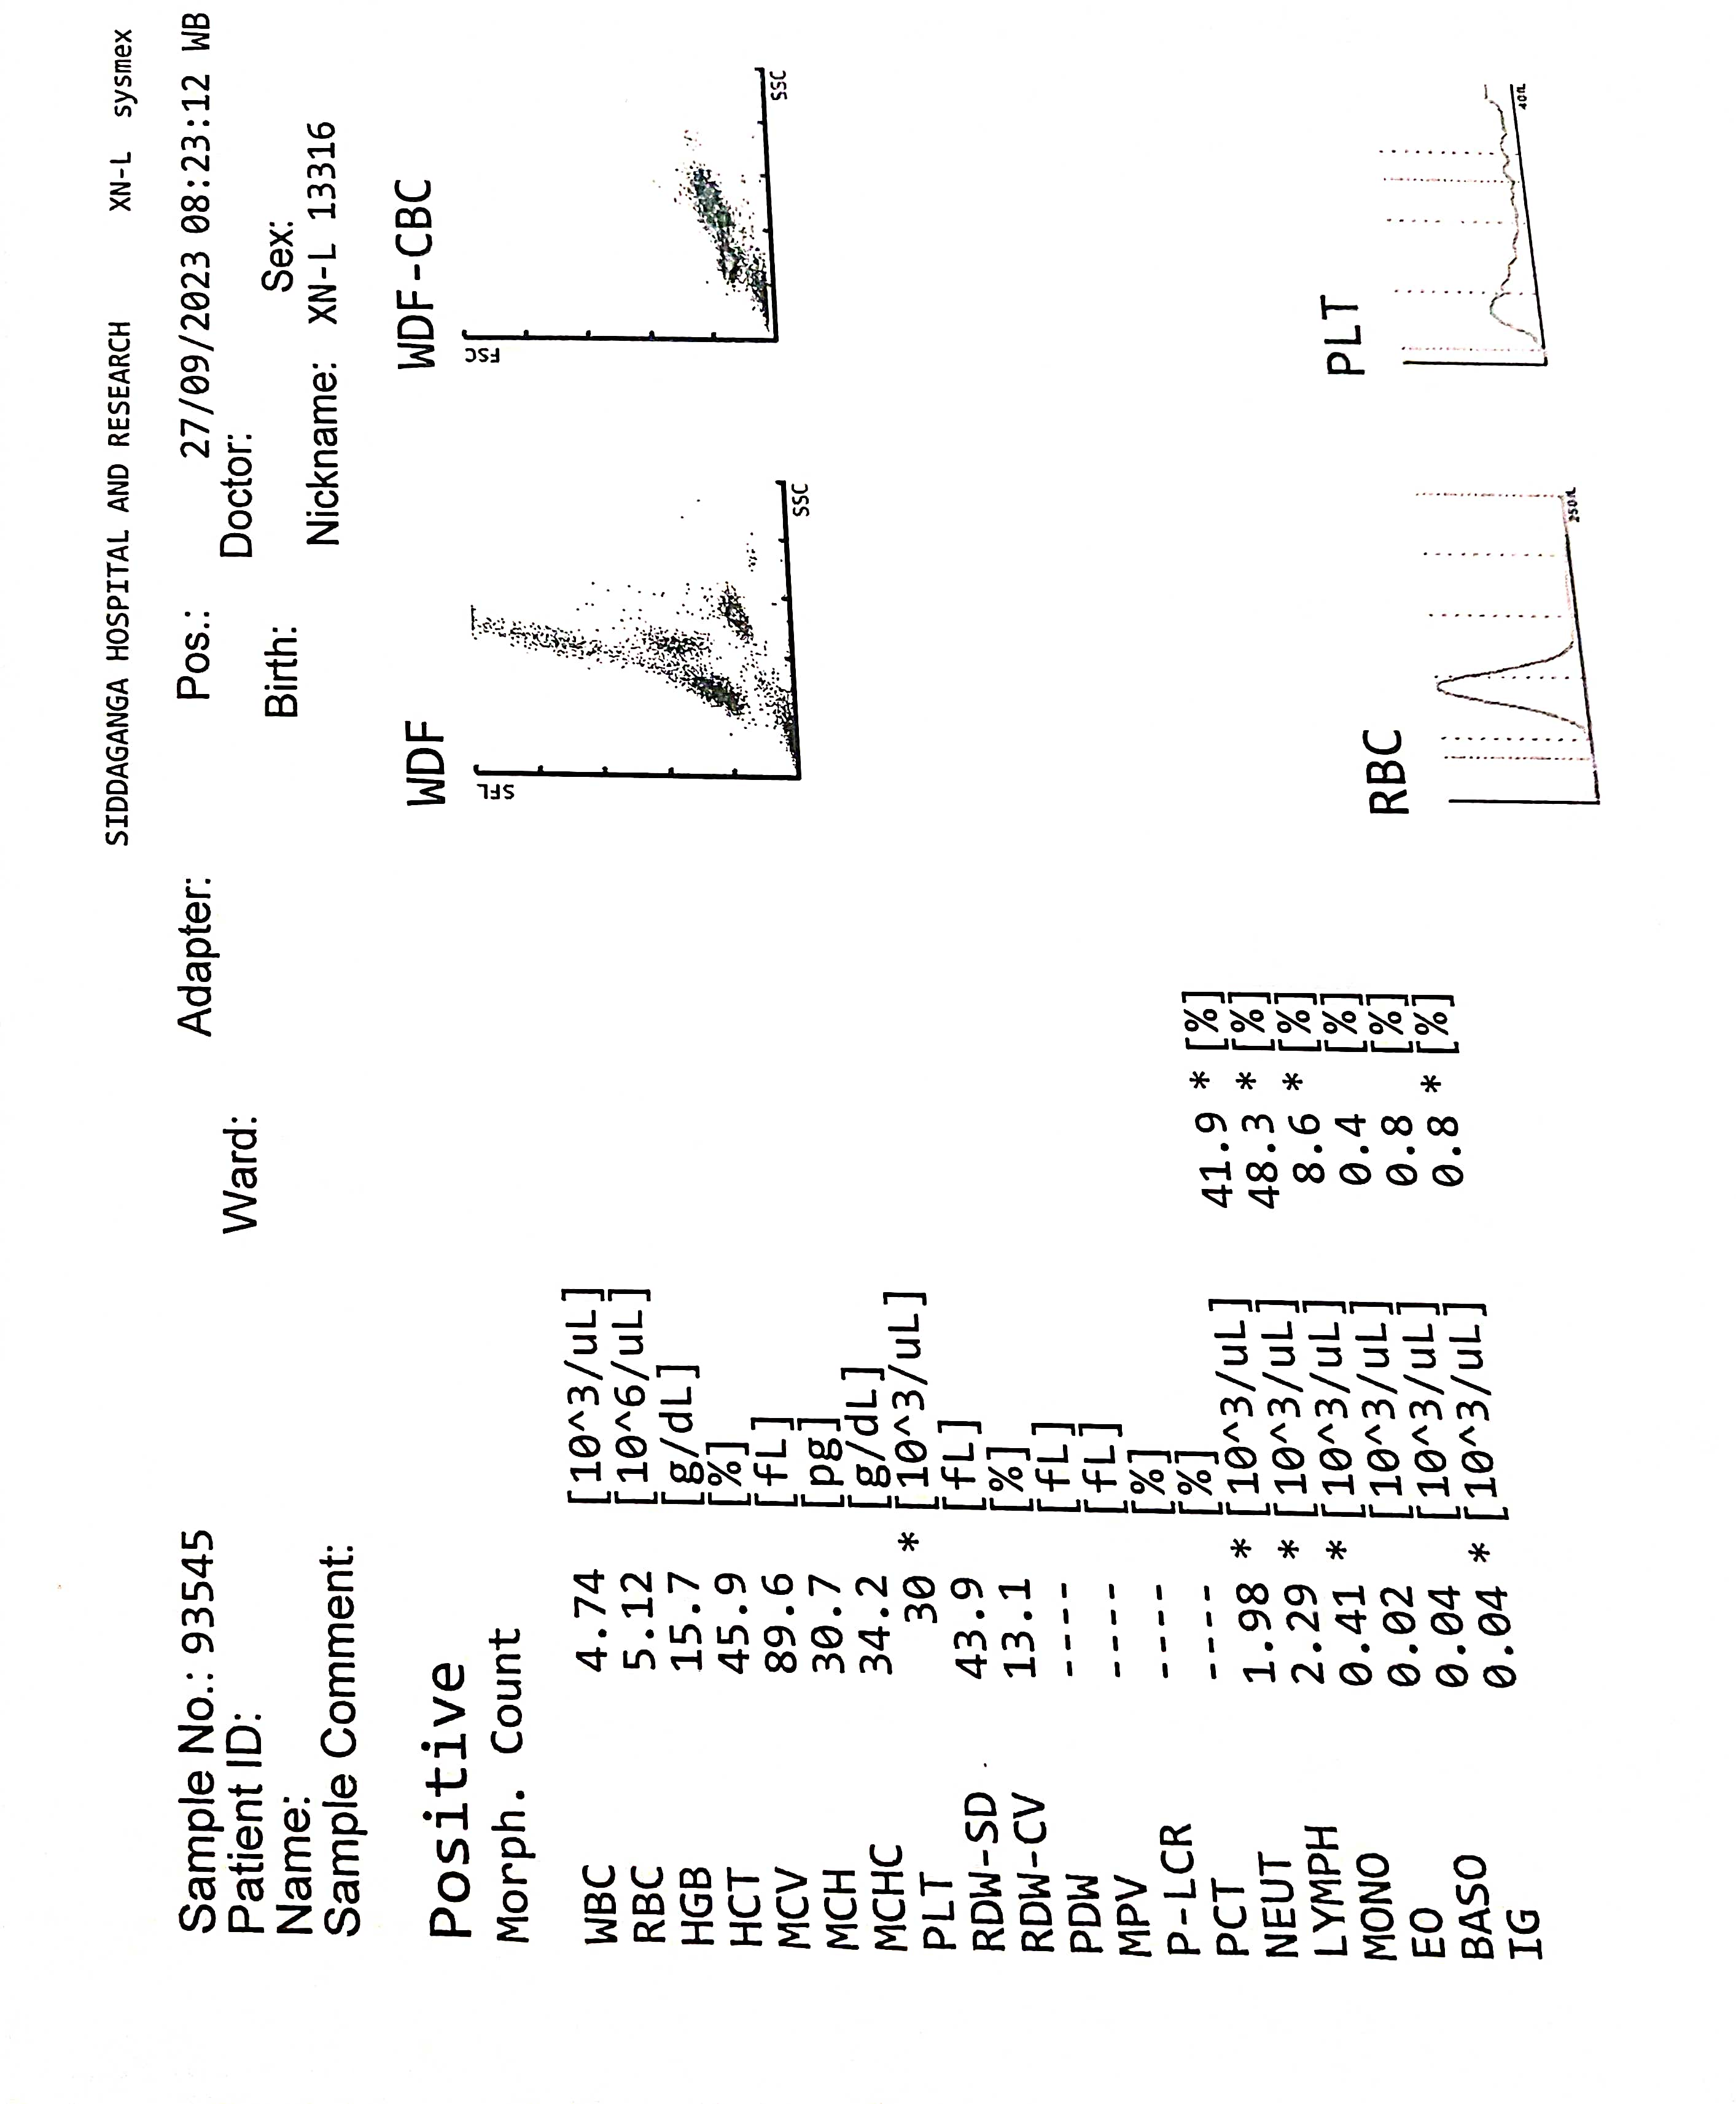 SIDDAGANGA HOSPITAL AND RESEARCH XN-L sysmex
Sample No.: 93545 Adapter: Pos.: 27/09/2023 08:23:12 WB
Patient ID: Ward: Doctor:
Name: Birth: Sex:
Sample Comment: Nickname: XN-L 13316
Positive
Morph. Count
WDF WDF-CBC
SFL FSC
SSC SSC
WBC 4.74 [10^3/uL]
RBC 5.12 [10^6/uL]
HGB 15.7 [g/dL]
HCT 45.9 [%]
MCV 89.6 [fL]
MCH 30.7 [pg]
MCHC 34.2 [g/dL]
PLT 30 * [10^3/uL]
RDW-SD 43.9 [fL]
RDW-CV 13.1 [%]
PDW ---- [fL]
MPV ---- [fL]
P-LCR ---- [%]
PCT ---- [%]
NEUT 1.98 * [10^3/uL] 41.9 * [%]
LYMPH 2.29 * [10^3/uL] 48.3 * [%]
MONO 0.41 * [10^3/uL] 8.6 * [%]
EO 0.02 [10^3/uL] 0.4 [%]
BASO 0.04 [10^3/uL] 0.8 [%]
IG 0.04 * [10^3/uL] 0.8 * [%]
RBC PLT
250fL 40fL